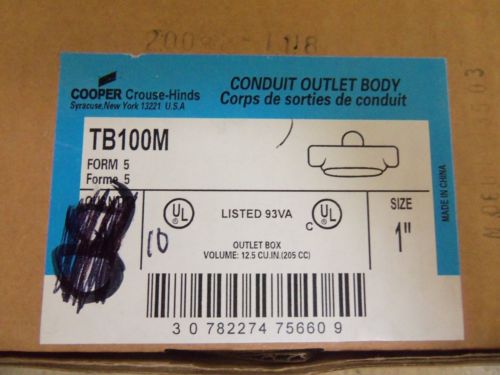 COOPER Crouse-Hinds
Syracuse, New York 13221 U.S.A
CONDUIT OUTLET BODY
Corps de sorties de conduit
TB100M
FORM 5
Forme 5
10
UL
LISTED 93VA
C UL
OUTLET BOX
VOLUME: 12.5 CU.IN.(205 CC)
SIZE
1"
MADE IN CHINA
3 0 782274 75660 9